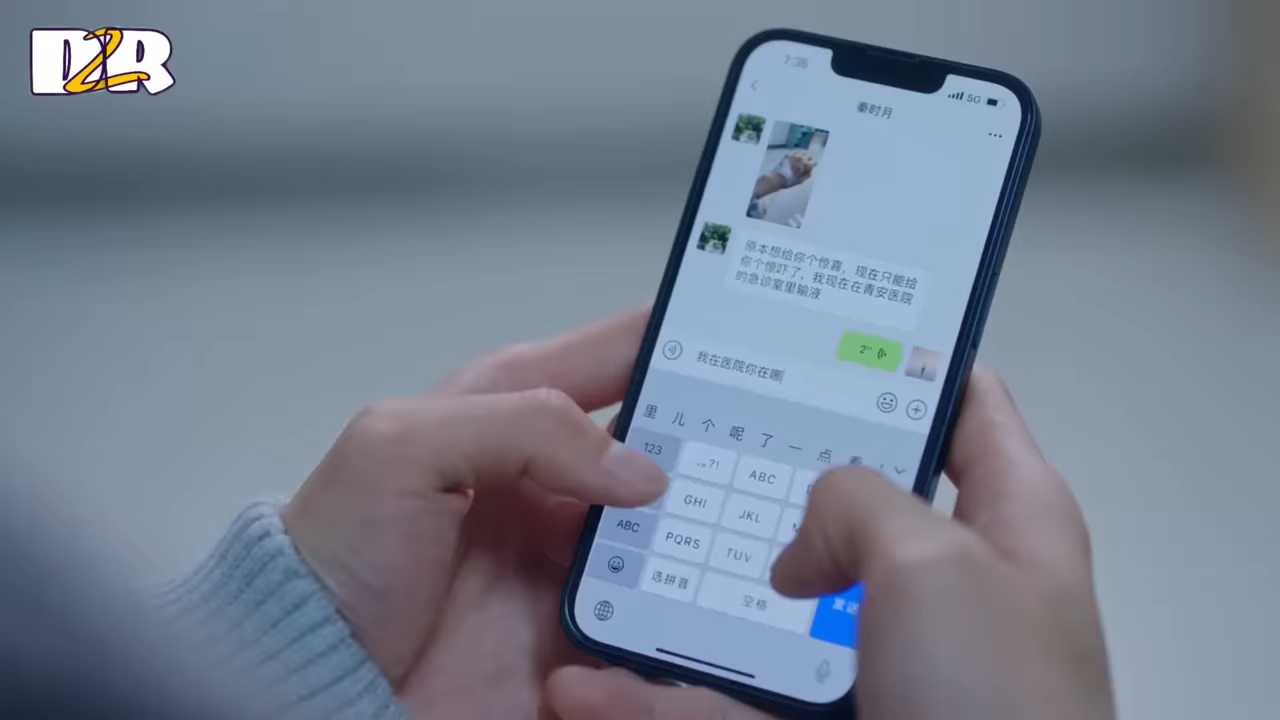 D2R
7:38
5G
秦时月
原本想给你个惊喜，现在只能给
你个惊吓了，我现在在青安医院
的急诊室里输液
2"
我在医院你在哪
里 儿 个 呢 了 一 点 看
123
.。?!
ABC
GHI
JKL
ABC
PQRS
TUV
选拼音
空格
发送